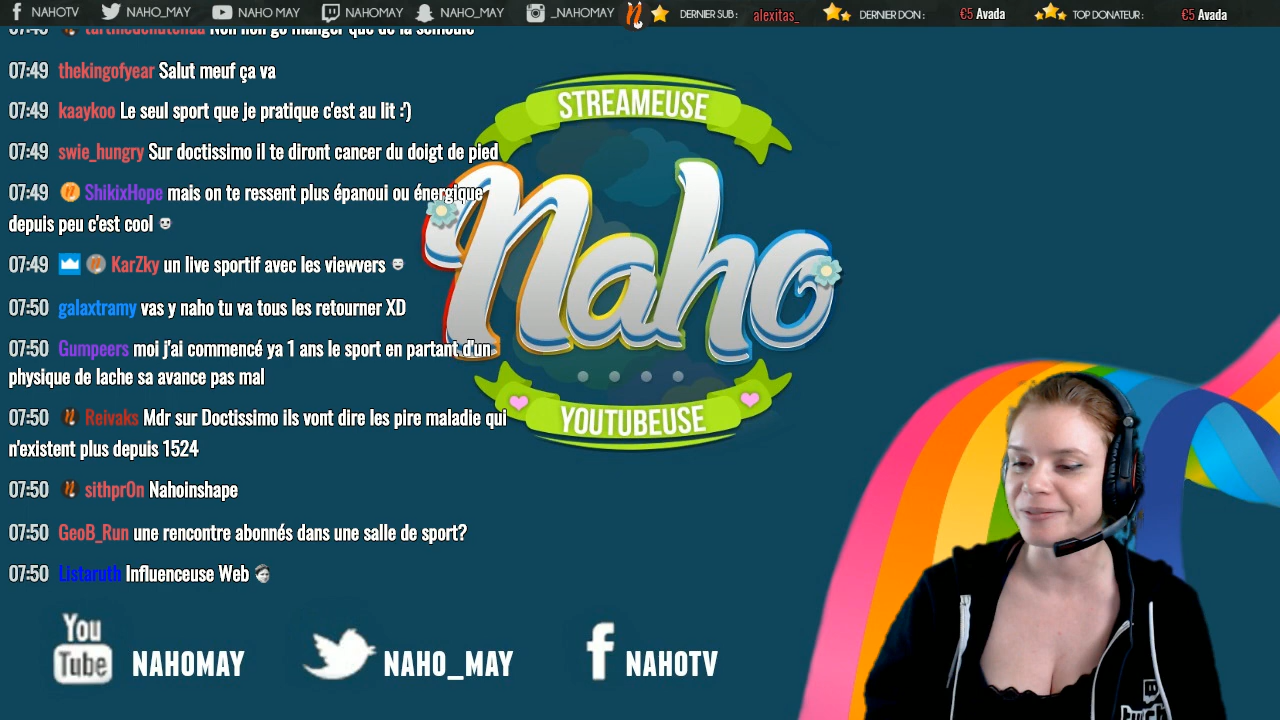 NAHOTV NAHO_MAY NAHO MAY NAHOMAY NAHO_MAY _NAHOMAY DERNIER SUB : alexitas_ DERNIER DON : €5 Avada TOP DONATEUR : €5 Avada
07:49 thekingofyear Salut meuf ça va
07:49 kaaykoo Le seul sport que je pratique c'est au lit :')
07:49 swie_hungry Sur doctissimo il te diront cancer du doigt de pied
07:49 ShikixHope mais on te ressent plus épanoui ou énergique
depuis peu c'est cool
07:49 KarZky un live sportif avec les viewvers
07:50 galaxtramy vas y naho tu va tous les retourner XD
07:50 Gumpeers moi j'ai commencé ya 1 ans le sport en partant d'un
physique de lache sa avance pas mal
07:50 Reivaks Mdr sur Doctissimo ils vont dire les pire maladie qui
n'existent plus depuis 1524
07:50 sithpr0n Nahoinshape
07:50 GeoB_Run une rencontre abonnés dans une salle de sport?
07:50 Listaruth Influenceuse Web
STREAMEUSE
Naho
YOUTUBEUSE
You
Tube
NAHOMAY
NAHO_MAY
NAHOTV